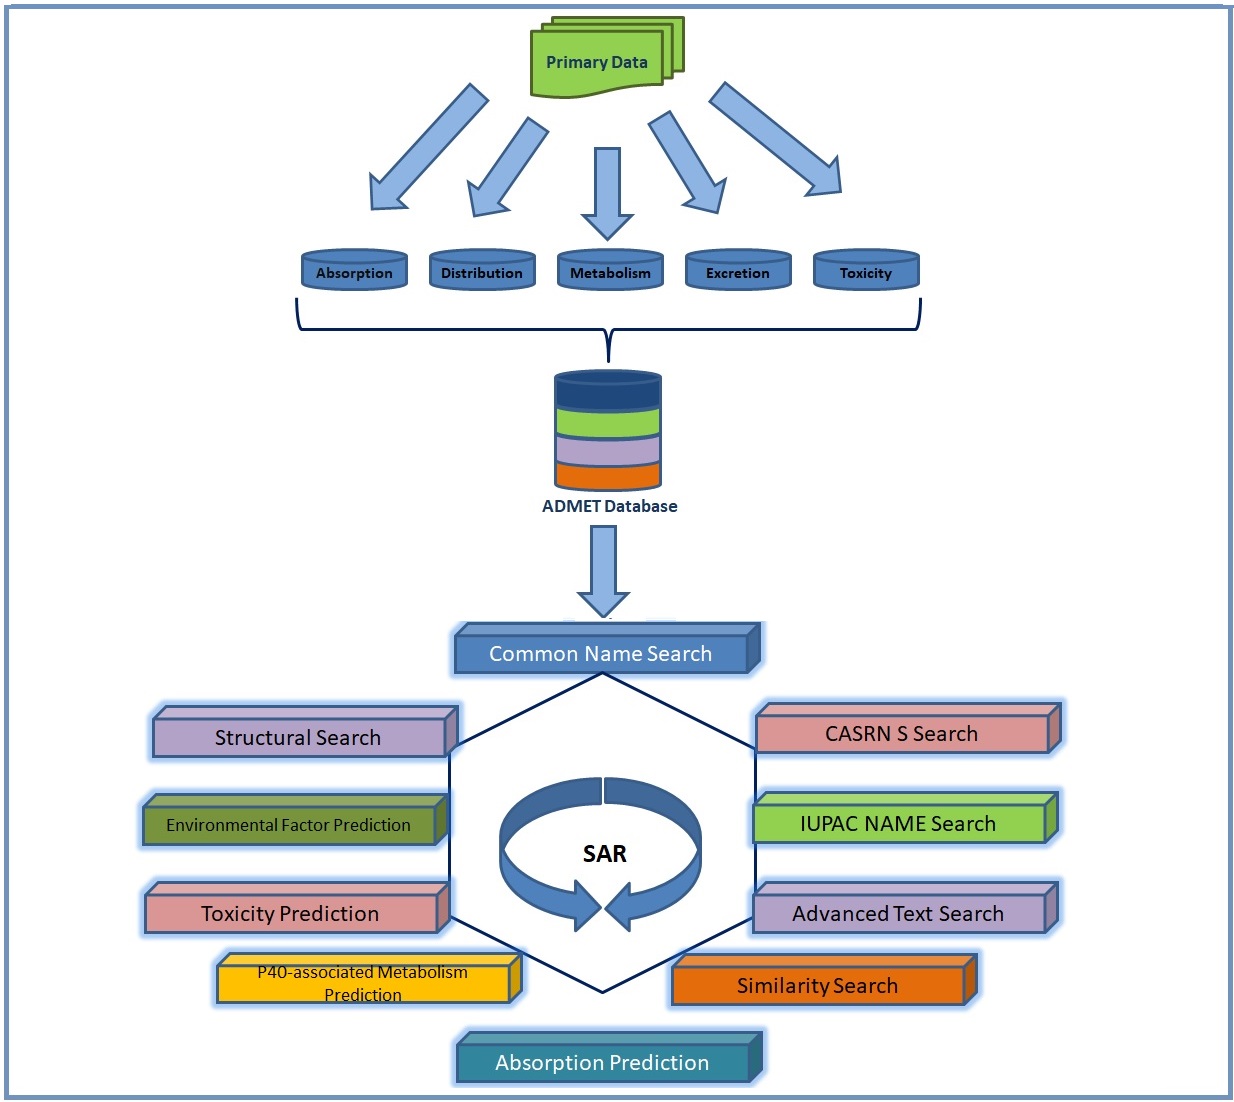 Primary Data
Absorption
Distribution
Metabolism
Excretion
Toxicity
ADMET Database
Common Name Search
Structural Search
CASRN S Search
Environmental Factor Prediction
IUPAC NAME Search
SAR
Toxicity Prediction
Advanced Text Search
P40-associated Metabolism
Prediction
Similarity Search
Absorption Prediction